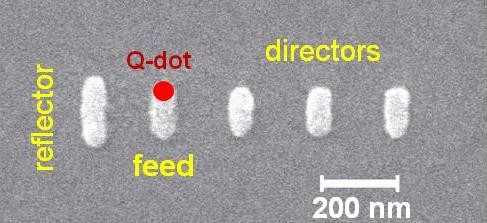 reflector
Q-dot
directors
feed
200 nm